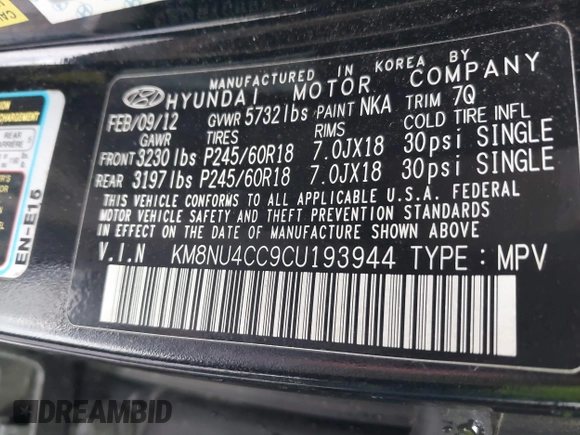 MANUFACTURED IN KOREA BY
HYUNDAI MOTOR COMPANY
FEB/09/12 GVWR 5732lbs PAINT NKA TRIM 7Q
GAWR TIRES RIMS COLD TIRE INFL
FRONT 3230lbs P245/60R18 7.0JX18 30psi SINGLE
REAR 3197lbs P245/60R18 7.0JX18 30psi SINGLE
THIS VEHICLE CONFORMS TO ALL APPLICABLE U.S.A. FEDERAL
MOTOR VEHICLE SAFETY AND THEFT PREVENTION STANDARDS
IN EFFECT ON THE DATE OF MANUFACTURE SHOWN ABOVE.
V.I.N KM8NU4CC9CU193944 TYPE : MPV
REAR
EN-E16
DREAMBID